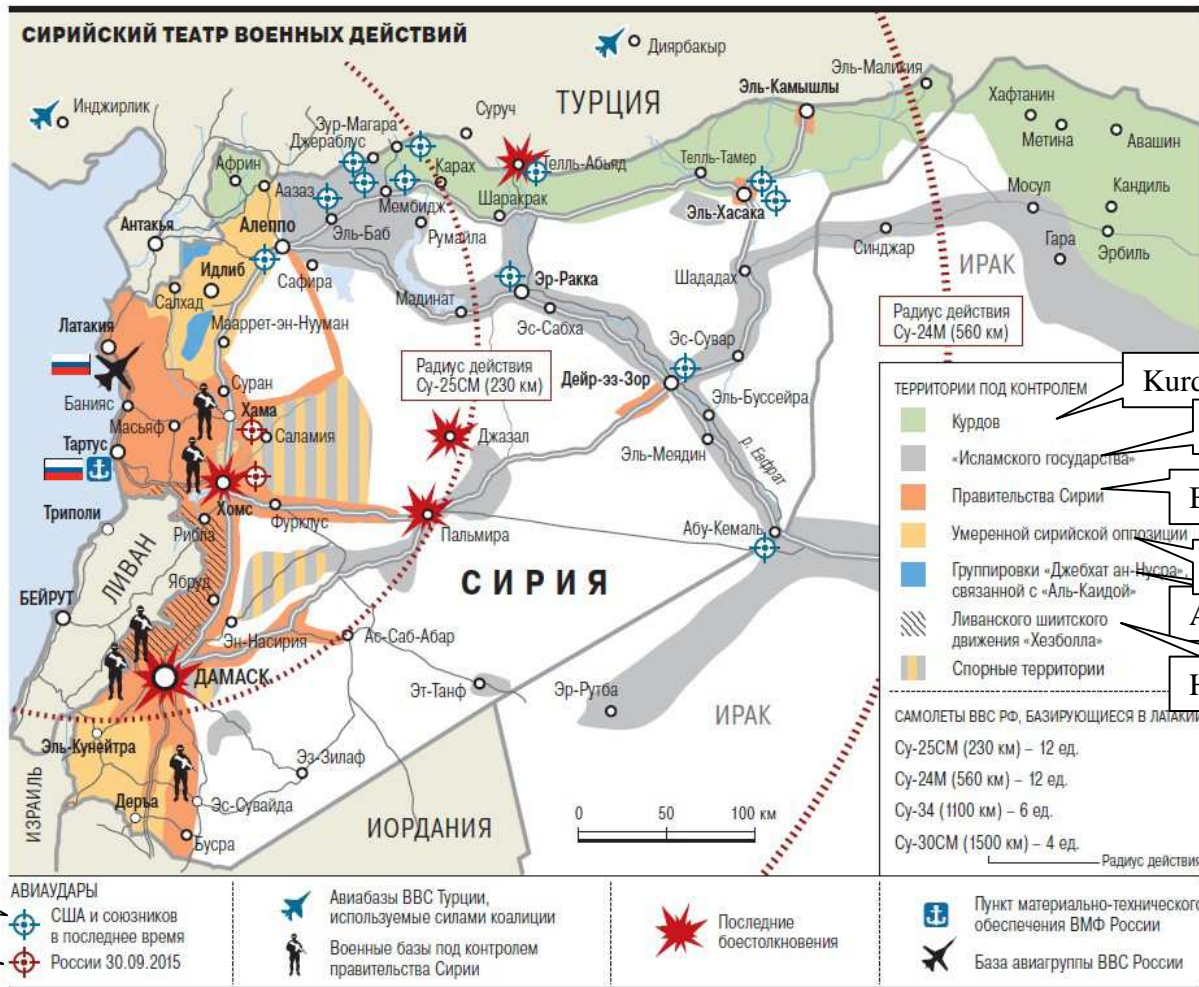 СИРИЙСКИЙ ТЕАТР ВОЕННЫХ ДЕЙСТВИЙ
Диярбакыр
Инджирлик
ТУРЦИЯ
Эль-Маликия
Эль-Камышлы
Хафтанин
Метина
Авашин
Суруч
Зур-Магара
Джераблус
Африн
Аазаз
Карах
Телль-Абьяд
Телль-Тамер
Мосул
Кандиль
Мембидж
Шаракрак
Эль-Хасака
Антакья
Алеппо
Эль-Баб
Румайла
Синджар
Гара
Эрбиль
ИРАК
Идлиб
Сафира
Эр-Ракка
Шададах
Салхад
Мадинат
Эс-Сабха
Мааррет-эн-Нууман
Латакия
Радиус действия
Су-25СМ (230 км)
Эс-Сувар
Радиус действия
Су-24М (560 км)
Дейр-эз-Зор
Суран
Банияс
Хама
Эль-Буссейра
Масьяф
Саламия
Джазал
Тартус
Эль-Меядин
р. Евфрат
Хомс
Фурклус
Пальмира
Триполи
Рибла
Абу-Кемаль
ЛИВАН
СИРИЯ
Ябруд
БЕЙРУТ
Эн-Насирия
Ас-Саб-Абар
ДАМАСК
Эт-Танф
Эр-Рутба
ИРАК
Эль-Кунейтра
Эз-Зилаф
ИЗРАИЛЬ
Дерья
Эс-Сувайда
Бусра
ИОРДАНИЯ
0 50 100 км
ТЕРРИТОРИИ ПОД КОНТРОЛЕМ
Kurd
Курдов
«Исламского государства»
Правительства Сирии
Умеренной сирийской оппозиции
Группировки «Джебхат ан-Нусра»,
связанной с «Аль-Каидой»
Ливанского шиитского
движения «Хезболла»
Спорные территории
САМОЛЕТЫ ВВС РФ, БАЗИРУЮЩИЕСЯ В ЛАТАКИИ
Су-25СМ (230 км) – 12 ед.
Су-24М (560 км) – 12 ед.
Су-34 (1100 км) – 6 ед.
Су-30СМ (1500 км) – 4 ед.
Радиус действия
АВИАУДАРЫ
США и союзников
в последнее время
России 30.09.2015
Авиабазы ВВС Турции,
используемые силами коалиции
Военные базы под контролем
правительства Сирии
Последние
боестолкновения
Пункт материально-технического
обеспечения ВМФ России
База авиагруппы ВВС России